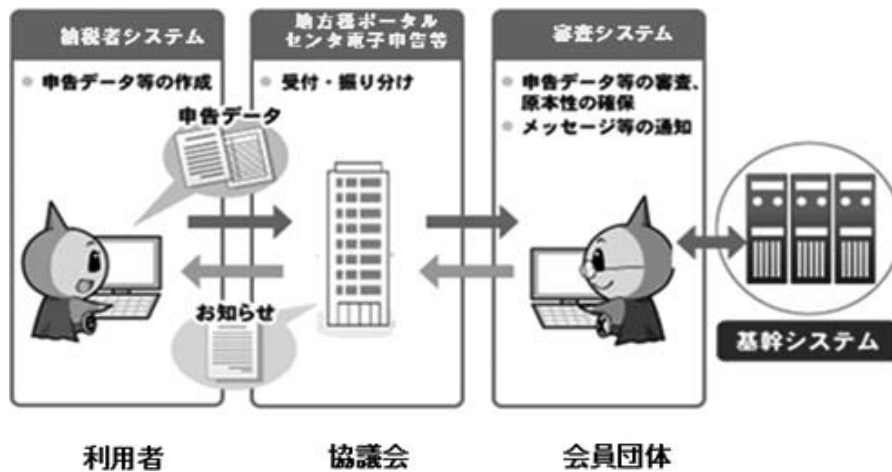 納税者システム
申告データ等の作成
申告データ
お知らせ
利用者
地方税ポータル
センタ電子申告等
受付・振り分け
協議会
審査システム
申告データ等の審査、
原本性の確保
メッセージ等の通知
会員団体
基幹システム